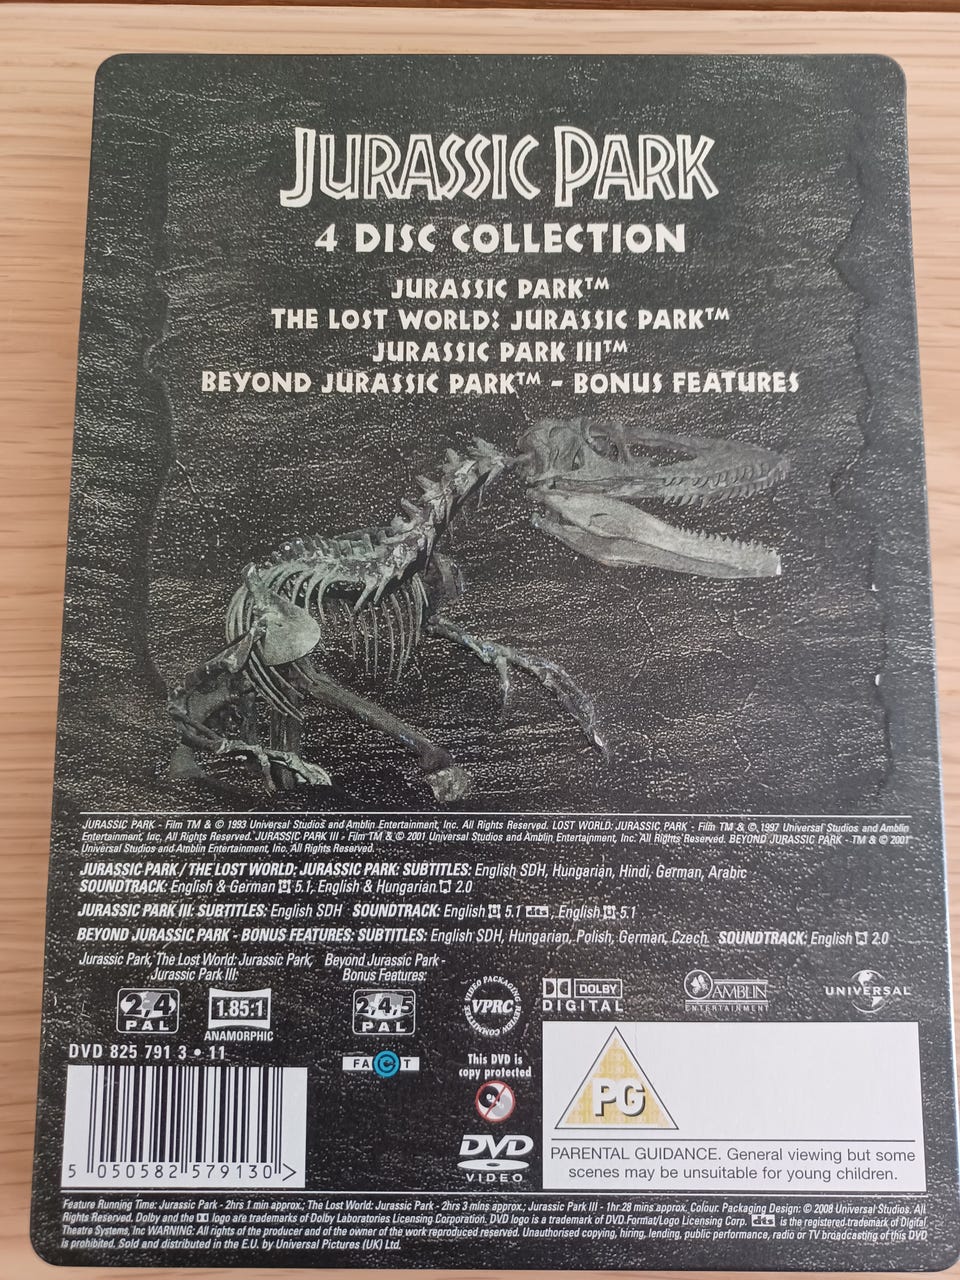 JURASSIC PARK
4 DISC COLLECTION
JURASSIC PARK™
THE LOST WORLD: JURASSIC PARK™
JURASSIC PARK III™
BEYOND JURASSIC PARK™ - BONUS FEATURES
JURASSIC PARK - Film TM & © 1993 Universal Studios and Amblin Entertainment, Inc. All Rights Reserved. LOST WORLD: JURASSIC PARK - Film TM & © 1997 Universal Studios and Amblin
Entertainment, Inc, All Rights Reserved. JURASSIC PARK III - Film TM & © 2001 Universal Studios and Amblin Entertainment, Inc. All Rights Reserved. BEYOND JURASSIC PARK - TM & © 2001
Universal Studios and Amblin Entertainment, Inc. All Rights Reserved.
JURASSIC PARK / THE LOST WORLD: JURASSIC PARK: SUBTITLES: English SDH, Hungarian, Hindi, German, Arabic
SOUNDTRACK: English & German 5.1, English & Hungarian 2.0
JURASSIC PARK III: SUBTITLES: English SDH SOUNDTRACK: English 5.1 dts, English 5.1
BEYOND JURASSIC PARK - BONUS FEATURES: SUBTITLES: English SDH, Hungarian, Polish, German, Czech SOUNDTRACK: English 2.0
Jurassic Park, The Lost World: Jurassic Park,
Jurassic Park III:
Beyond Jurassic Park -
Bonus Features:
2,4
PAL
1.85:1
ANAMORPHIC
2,4,5
PAL
VIDEO PACKAGING REVIEW COMMITTEE
VPRC
DOLBY
DIGITAL
AMBLIN
ENTERTAINMENT
UNIVERSAL
DVD 825 791 3 • 11
FACT
This DVD is
copy protected
DVD
VIDEO
PG
PARENTAL GUIDANCE. General viewing but some
scenes may be unsuitable for young children.
5 050582 579130 >
Feature Running Time: Jurassic Park - 2hrs 1 min approx.; The Lost World: Jurassic Park - 2hrs 3 mins approx.; Jurassic Park III - 1hr 28 mins approx. Colour. Packaging Design: © 2008 Universal Studios. All
Rights Reserved. Dolby and the logo are trademarks of Dolby Laboratories Licensing Corporation. DVD logo is a trademark of DVD Format/Logo Licensing Corp. dts is the registered trademark of Digital
Theatre Systems, Inc WARNING: All rights of the producer and of the owner of the work reproduced reserved. Unauthorised copying, hiring, lending, public performance, radio or TV broadcasting of this DVD
is prohibited. Sold and distributed in the E.U. by Universal Pictures (UK) Ltd.